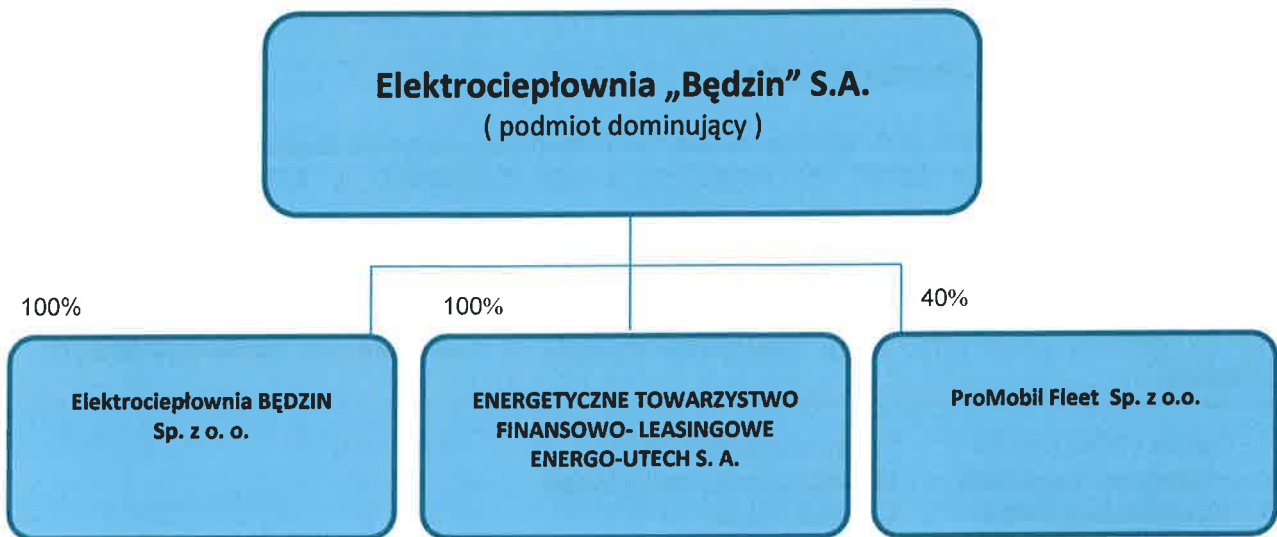 Elektrociepłownia „Będzin” S.A.
( podmiot dominujący )
100%
100%
40%
Elektrociepłownia BĘDZIN
Sp. z o. o.
ENERGETYCZNE TOWARZYSTWO
FINANSOWO- LEASINGOWE
ENERGO-UTECH S. A.
ProMobil Fleet Sp. z o.o.